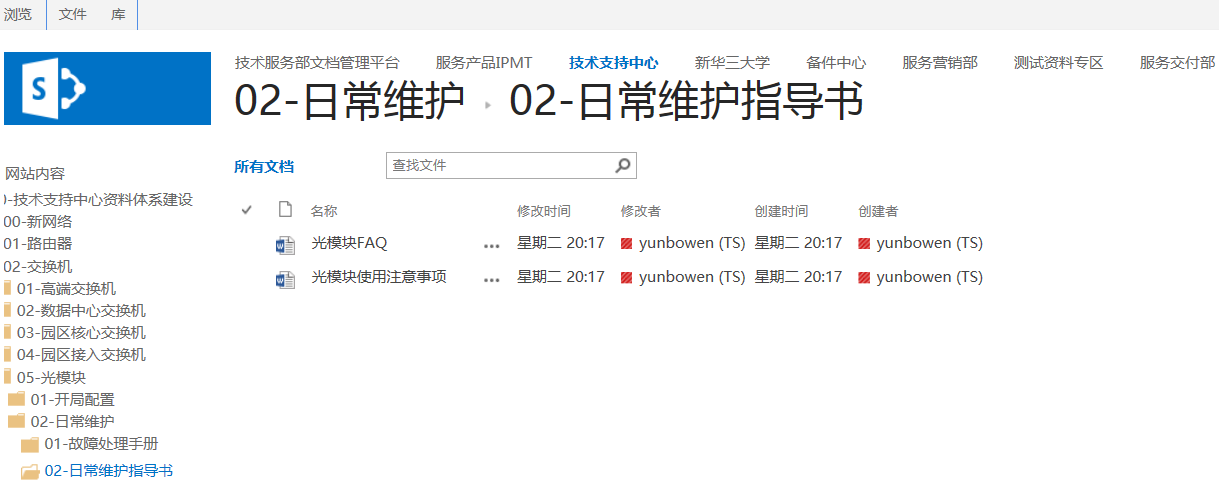 浏览 文件 库
技术服务部文档管理平台 服务产品IPMT 技术支持中心 新华三大学 备件中心 服务营销部 测试资料专区 服务交付部
02-日常维护 ▸ 02-日常维护指导书
所有文档 查找文件
名称 修改时间 修改者 创建时间 创建者
光模块FAQ ... 星期二 20:17 yunbowen (TS) 星期二 20:17 yunbowen (TS)
光模块使用注意事项 ... 星期二 20:17 yunbowen (TS) 星期二 20:17 yunbowen (TS)
网站内容
-技术支持中心资料体系建设
00-新网络
01-路由器
02-交换机
01-高端交换机
02-数据中心交换机
03-园区核心交换机
04-园区接入交换机
05-光模块
01-开局配置
02-日常维护
01-故障处理手册
02-日常维护指导书